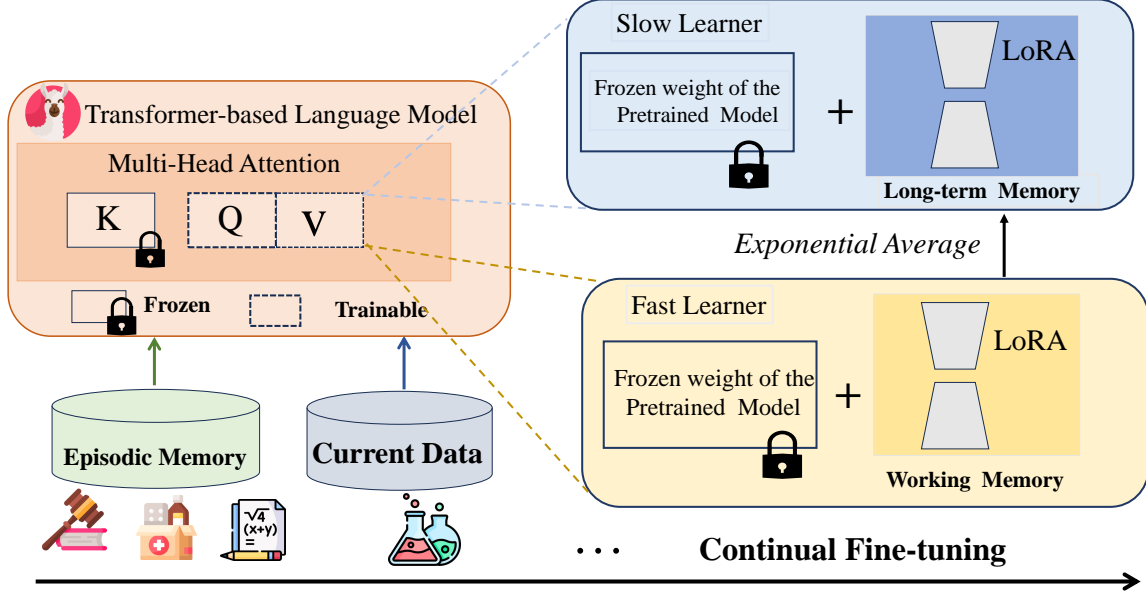 Transformer-based Language Model
Multi-Head Attention
K
Q
V
Frozen
Trainable
Episodic Memory
Current Data
√4
(x+y)
=
Slow Learner
Frozen weight of the
Pretrained Model
+
LoRA
Long-term Memory
Exponential Average
Fast Learner
Frozen weight of the
Pretrained Model
+
LoRA
Working Memory
... Continual Fine-tuning